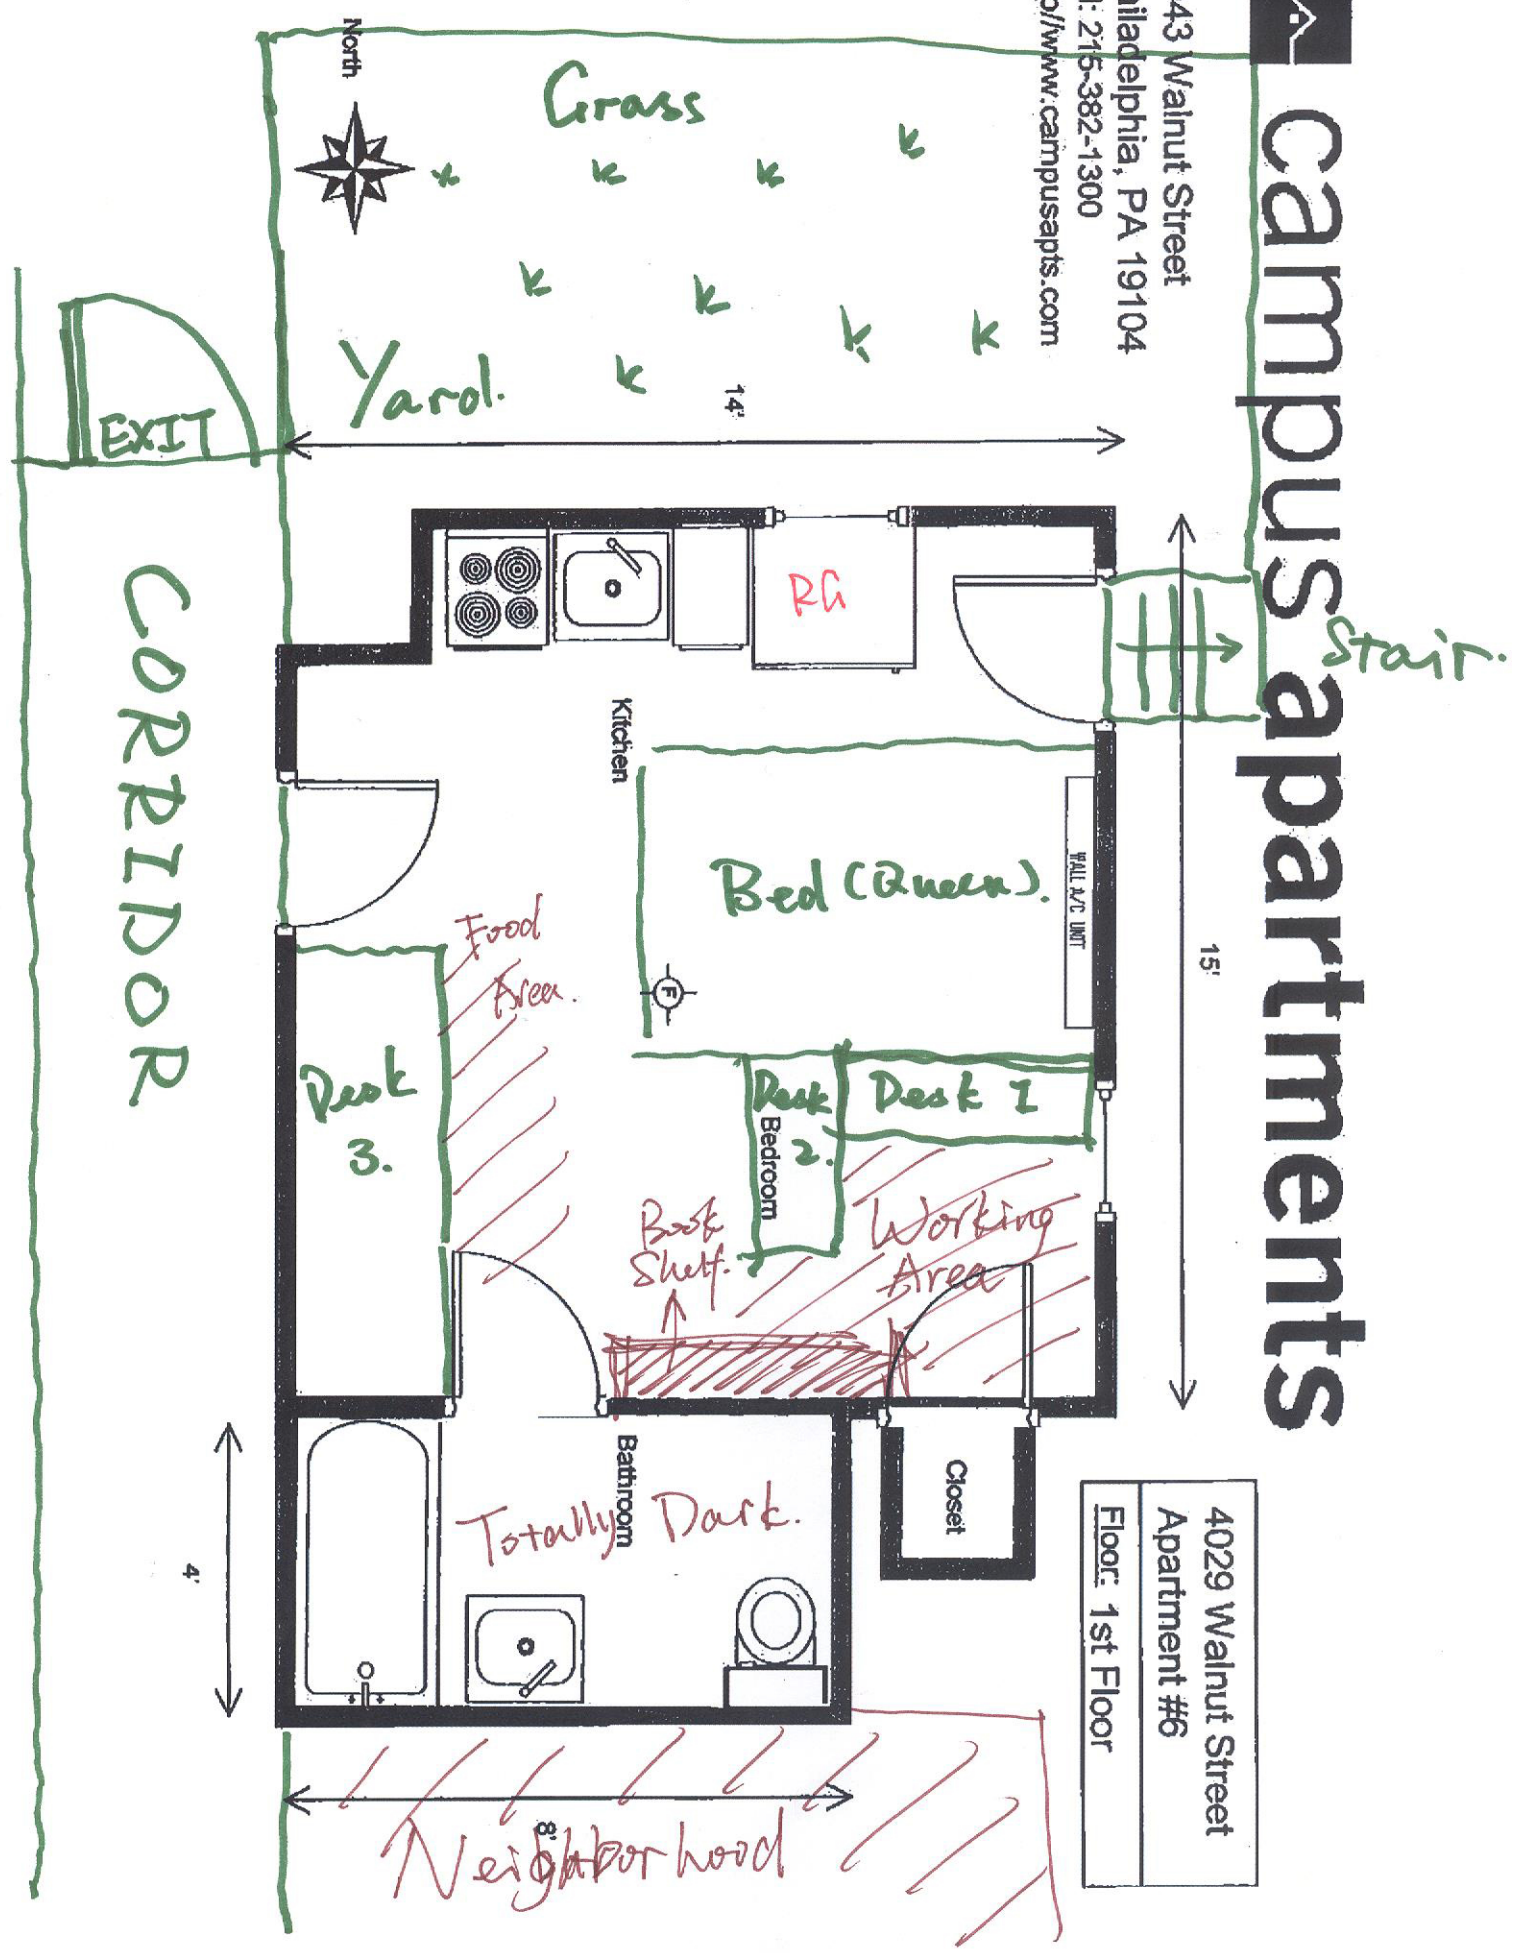 campus apartments
43 Walnut Street
iladelphia, PA 19104
: 215-382-1300
p//www.campusapts.com
4029 Walnut Street
Apartment #6
Floor: 1st Floor
North
Grass
Yard.
EXIT
CORRIDOR
Stair.
14'
15'
RG
Kitchen
Bed (Queen).
WALL A/C UNIT
F
Food
Area.
Desk
3.
Desk
2.
Desk 1
Bedroom
Working
Area
Book
Shelf.
Closet
Bathroom
Totally Dark.
4'
8'
Neighborhood